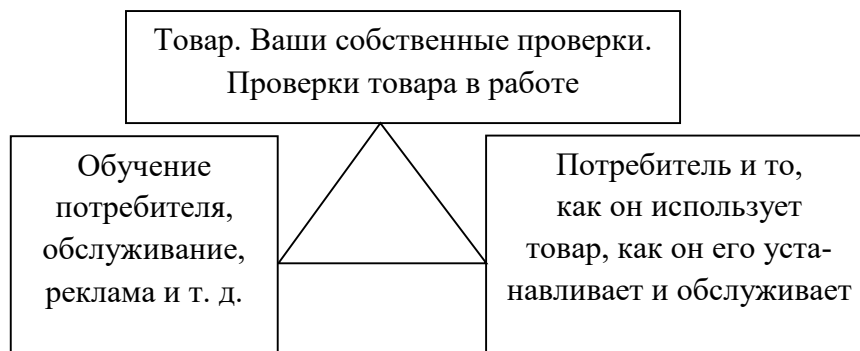 Товар. Ваши собственные проверки.
Проверки товара в работе
Обучение
потребителя,
обслуживание,
реклама и т. д.
Потребитель и то,
как он использует
товар, как он его уста-
навливает и обслуживает